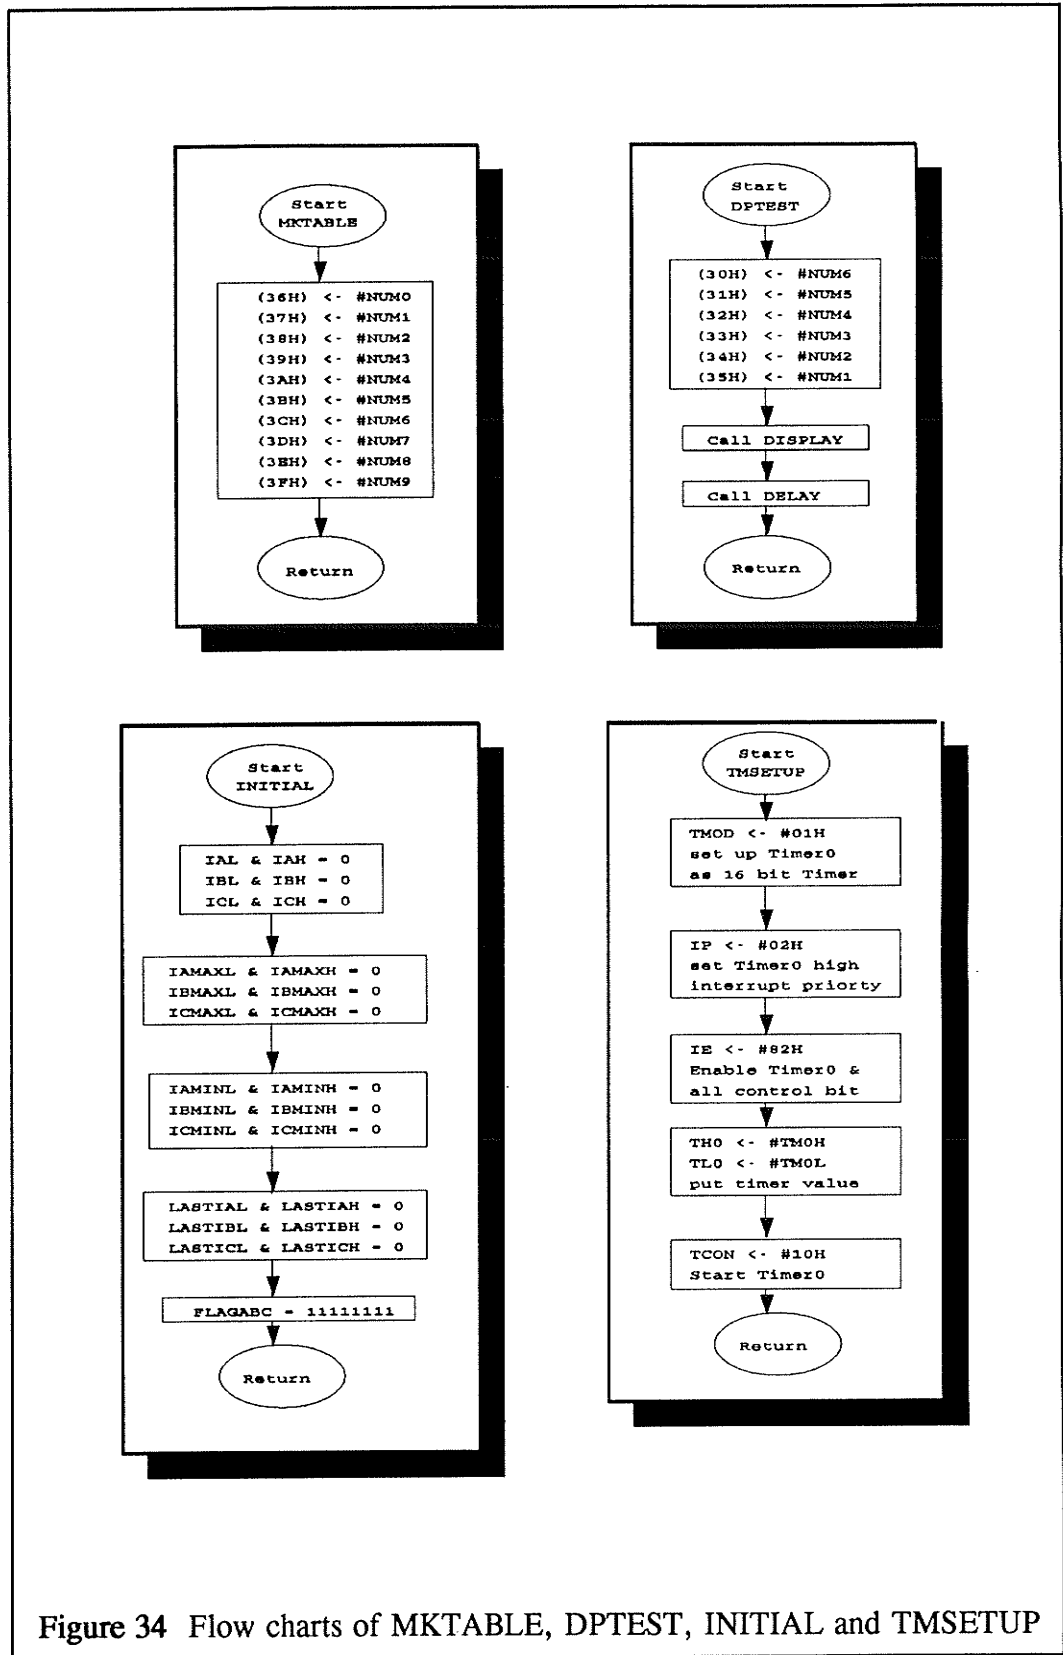 Start
MKTABLE
(36H) <- #NUM0
(37H) <- #NUM1
(38H) <- #NUM2
(39H) <- #NUM3
(3AH) <- #NUM4
(3BH) <- #NUM5
(3CH) <- #NUM6
(3DH) <- #NUM7
(3EH) <- #NUM8
(3FH) <- #NUM9
Return
Start
DPTEST
(30H) <- #NUM6
(31H) <- #NUM5
(32H) <- #NUM4
(33H) <- #NUM3
(34H) <- #NUM2
(35H) <- #NUM1
Call DISPLAY
Call DELAY
Return
Start
INITIAL
IAL & IAH = 0
IBL & IBH = 0
ICL & ICH = 0
IAMAXL & IAMAXH = 0
IBMAXL & IBMAXH = 0
ICMAXL & ICMAXH = 0
IAMINL & IAMINH = 0
IBMINL & IBMINH = 0
ICMINL & ICMINH = 0
LASTIAL & LASTIAH = 0
LASTIBL & LASTIBH = 0
LASTICL & LASTICH = 0
FLAGABC = 11111111
Return
Start
TMSETUP
TMOD <- #01H
set up Timer0
as 16 bit Timer
IP <- #02H
set Timer0 high
interrupt priorty
IE <- #82H
Enable Timer0 &
all control bit
TH0 <- #TM0H
TL0 <- #TM0L
put timer value
TCON <- #10H
Start Timer0
Return
Figure 34 Flow charts of MKTABLE, DPTEST, INITIAL and TMSETUP